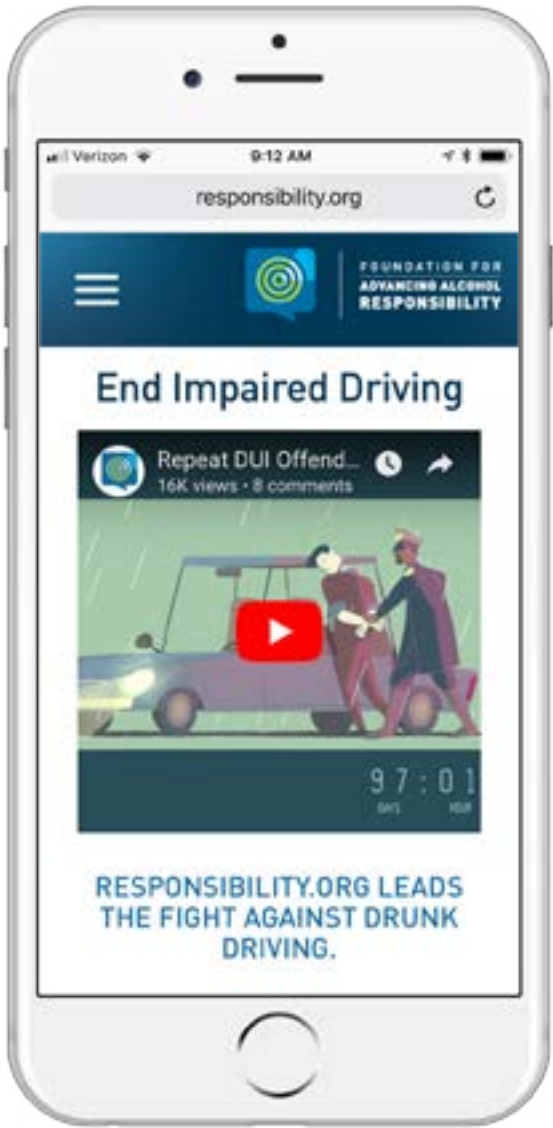 Verizon 9:12 AM
responsibility.org
FOUNDATION FOR
ADVANCING ALCOHOL
RESPONSIBILITY
End Impaired Driving
Repeat DUI Offend...
16K views • 8 comments
97:01
DAYS HOUR
RESPONSIBILITY.ORG LEADS
THE FIGHT AGAINST DRUNK
DRIVING.